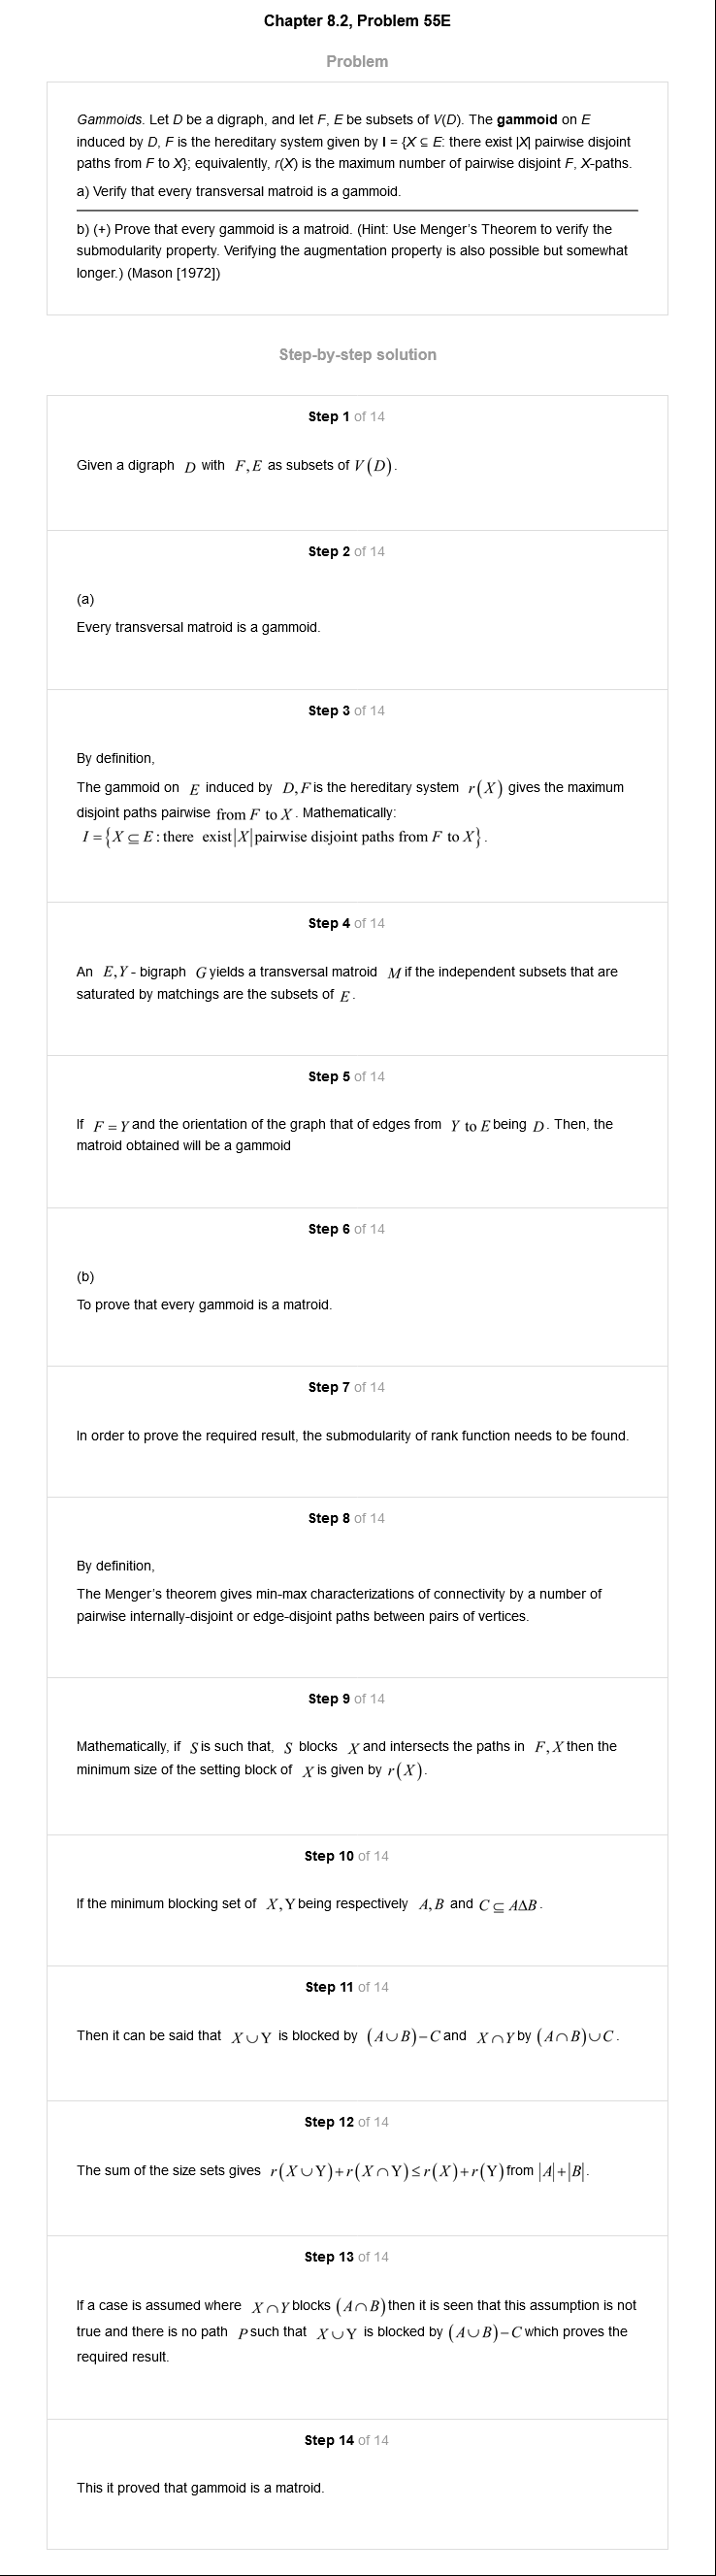 Chapter 8.2, Problem 55E
Problem
Gammoids. Let D be a digraph, and let F, E be subsets of V(D). The gammoid on E
induced by D, F is the hereditary system given by I = {X ⊆ E: there exist |X| pairwise disjoint
paths from F to X}; equivalently, r(X) is the maximum number of pairwise disjoint F, X-paths.
a) Verify that every transversal matroid is a gammoid.
b) (+) Prove that every gammoid is a matroid. (Hint: Use Menger's Theorem to verify the
submodularity property. Verifying the augmentation property is also possible but somewhat
longer.) (Mason [1972])
Step-by-step solution
Step 1 of 14
Given a digraph D with F, E as subsets of V(D).
Step 2 of 14
(a)
Every transversal matroid is a gammoid.
Step 3 of 14
By definition,
The gammoid on E induced by D, F is the hereditary system r(X) gives the maximum
disjoint paths pairwise from F to X. Mathematically:
I = {X ⊆ E : there exist |X| pairwise disjoint paths from F to X}.
Step 4 of 14
An E, Y - bigraph G yields a transversal matroid M if the independent subsets that are
saturated by matchings are the subsets of E.
Step 5 of 14
If F = Y and the orientation of the graph that of edges from Y to E being D. Then, the
matroid obtained will be a gammoid
Step 6 of 14
(b)
To prove that every gammoid is a matroid.
Step 7 of 14
In order to prove the required result, the submodularity of rank function needs to be found.
Step 8 of 14
By definition,
The Menger's theorem gives min-max characterizations of connectivity by a number of
pairwise internally-disjoint or edge-disjoint paths between pairs of vertices.
Step 9 of 14
Mathematically, if S is such that, S blocks X and intersects the paths in F, X then the
minimum size of the setting block of X is given by r(X).
Step 10 of 14
If the minimum blocking set of X, Y being respectively A, B and C ⊆ AΔB.
Step 11 of 14
Then it can be said that X ∪ Y is blocked by (A ∪ B) − C and X ∩ Y by (A ∩ B) ∪ C.
Step 12 of 14
The sum of the size sets gives r(X ∪ Y) + r(X ∩ Y) ≤ r(X) + r(Y) from |A| + |B|.
Step 13 of 14
If a case is assumed where X ∩ Y blocks (A ∩ B) then it is seen that this assumption is not
true and there is no path P such that X ∪ Y is blocked by (A ∪ B) − C which proves the
required result.
Step 14 of 14
This it proved that gammoid is a matroid.